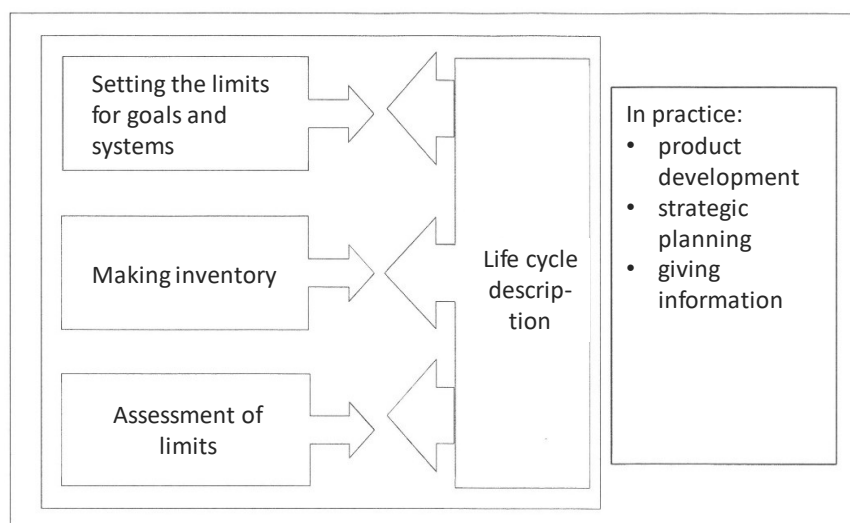 Setting the limits
for goals and
systems
Making inventory
Assessment of
limits
Life cycle
descrip-
tion
In practice:
• product
development
• strategic
planning
• giving
information